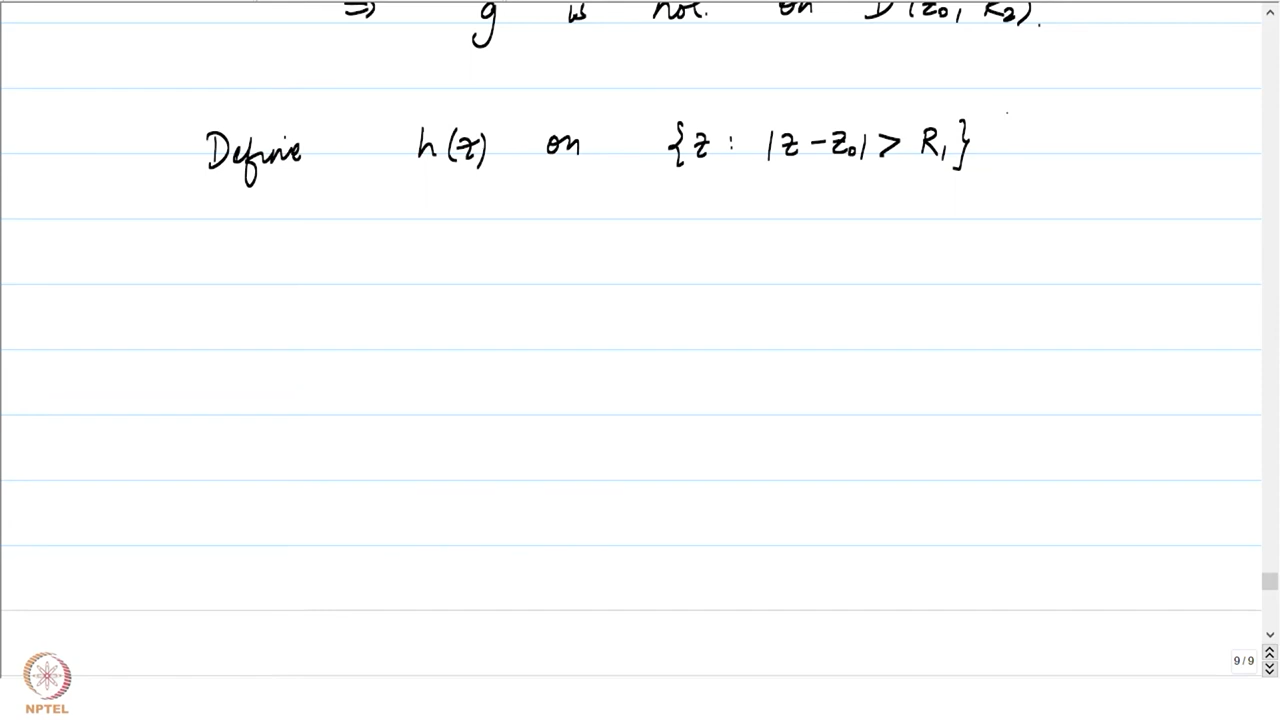 ⇒ g is hol. on D(z₀, R₂).
Define h(z) on {z : |z - z₀| > R₁}
9 / 9
NPTEL